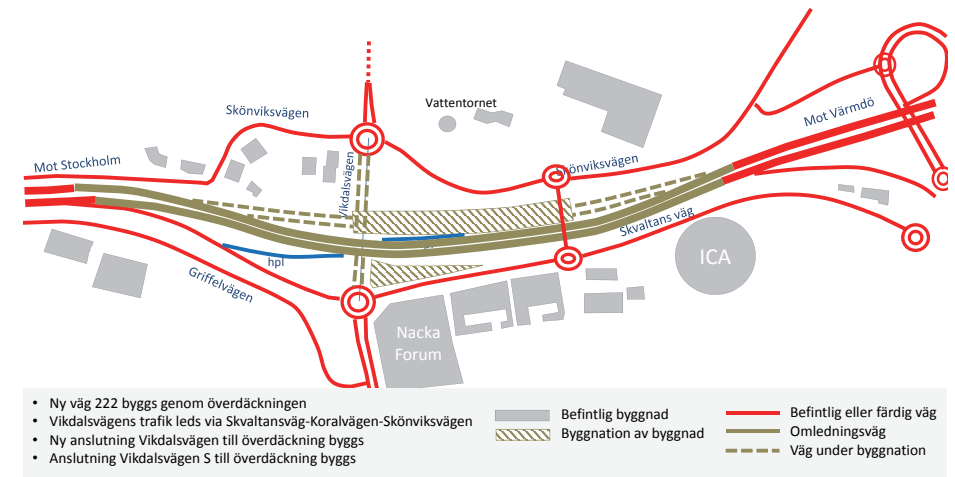 Skönviksvägen
Vattentornet
Mot Värmdö
Mot Stockholm
Vikdalsvägen
Skönviksvägen
Skvaltans väg
hpl
Griffelvägen
ICA
Nacka
Forum
• Ny väg 222 byggs genom överdäckningen
• Vikdalsvägens trafik leds via Skvaltansväg-Koralvägen-Skönviksvägen
• Ny anslutning Vikdalsvägen till överdäckning byggs
• Anslutning Vikdalsvägen S till överdäckning byggs
Befintlig byggnad
Byggnation av byggnad
Befintlig eller färdig väg
Omledningsväg
Väg under byggnation